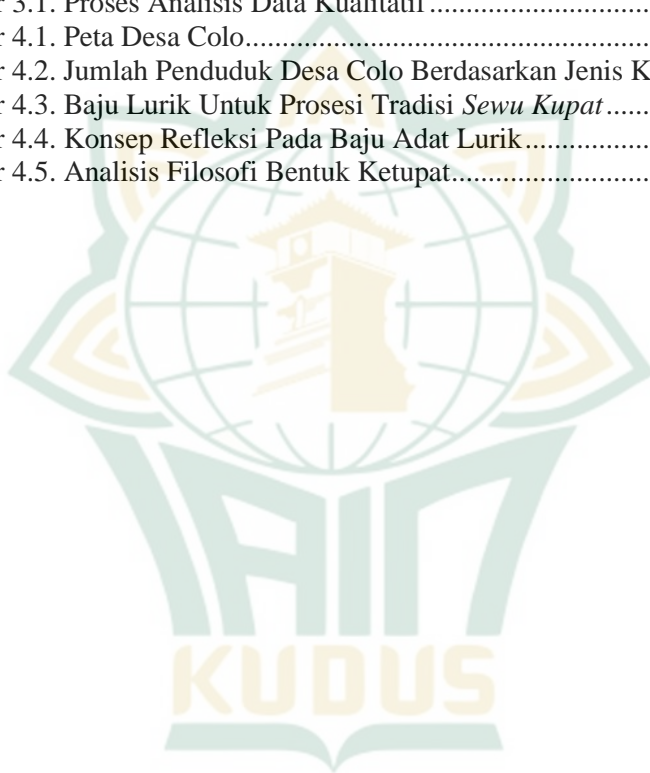 r 3.1. Proses Analisis Data Kualitatif ...............................
r 4.1. Peta Desa Colo.........................................................
r 4.2. Jumlah Penduduk Desa Colo Berdasarkan Jenis K
r 4.3. Baju Lurik Untuk Prosesi Tradisi Sewu Kupat ......
r 4.4. Konsep Refleksi Pada Baju Adat Lurik..................
r 4.5. Analisis Filosofi Bentuk Ketupat............................
IAIN
KUDUS